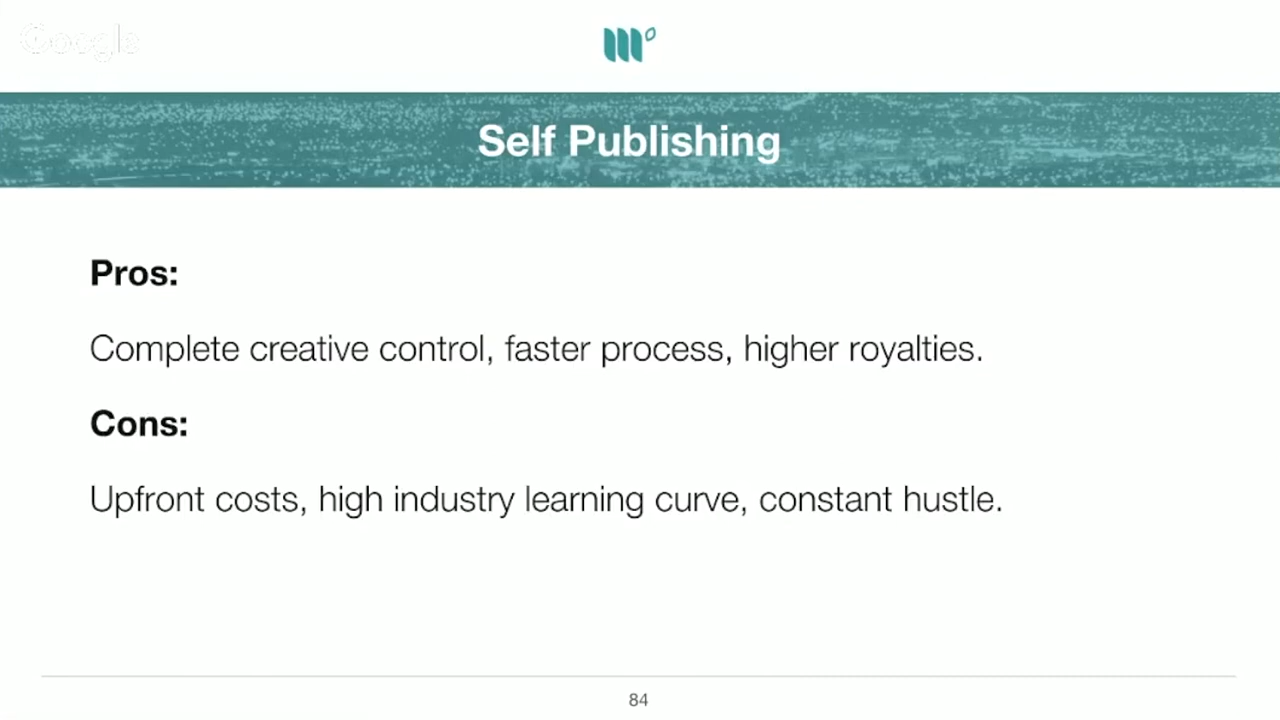 Google
Self Publishing
Pros:
Complete creative control, faster process, higher royalties.
Cons:
Upfront costs, high industry learning curve, constant hustle.
84